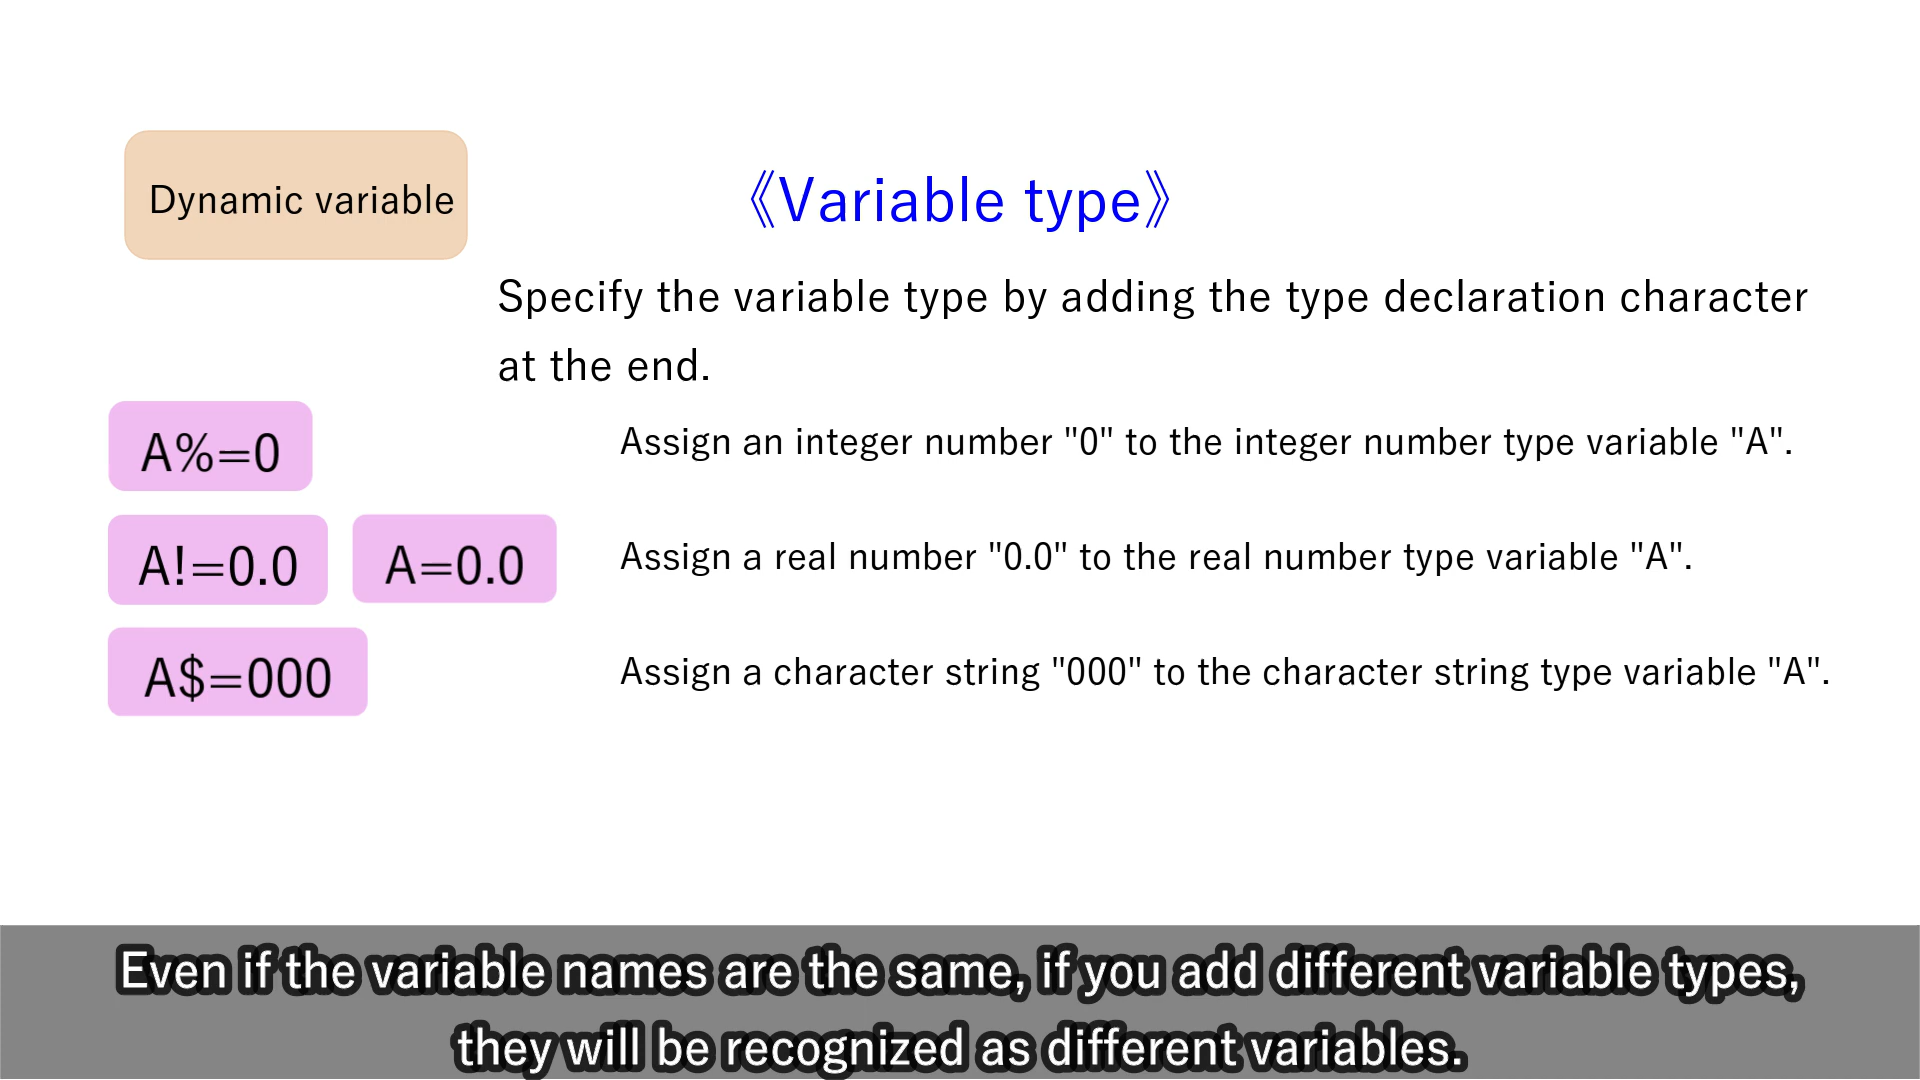 Dynamic variable
《Variable type》
Specify the variable type by adding the type declaration character
at the end.
A%=0
Assign an integer number "0" to the integer number type variable "A".
A!=0.0
A=0.0
Assign a real number "0.0" to the real number type variable "A".
A$=000
Assign a character string "000" to the character string type variable "A".
Even if the variable names are the same, if you add different variable types,
they will be recognized as different variables.